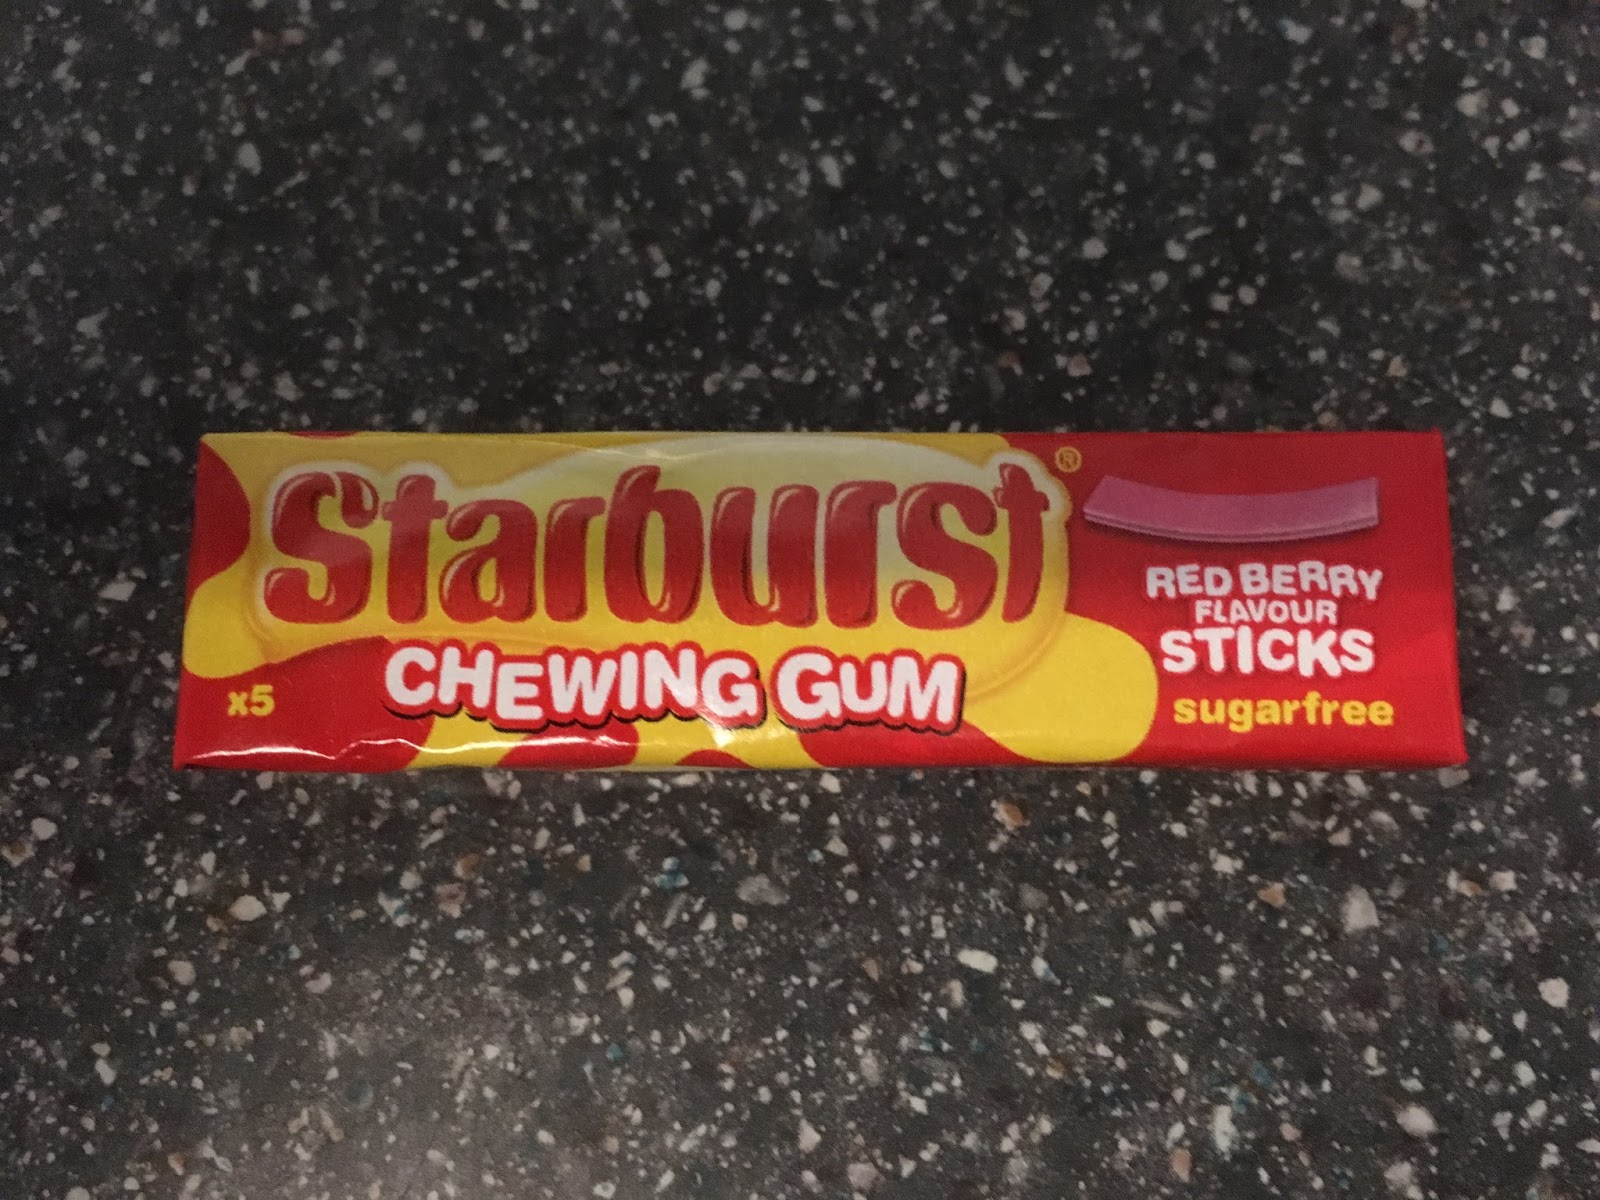 Starburst®
CHEWING GUM
x5
RED BERRY
FLAVOUR
STICKS
sugarfree